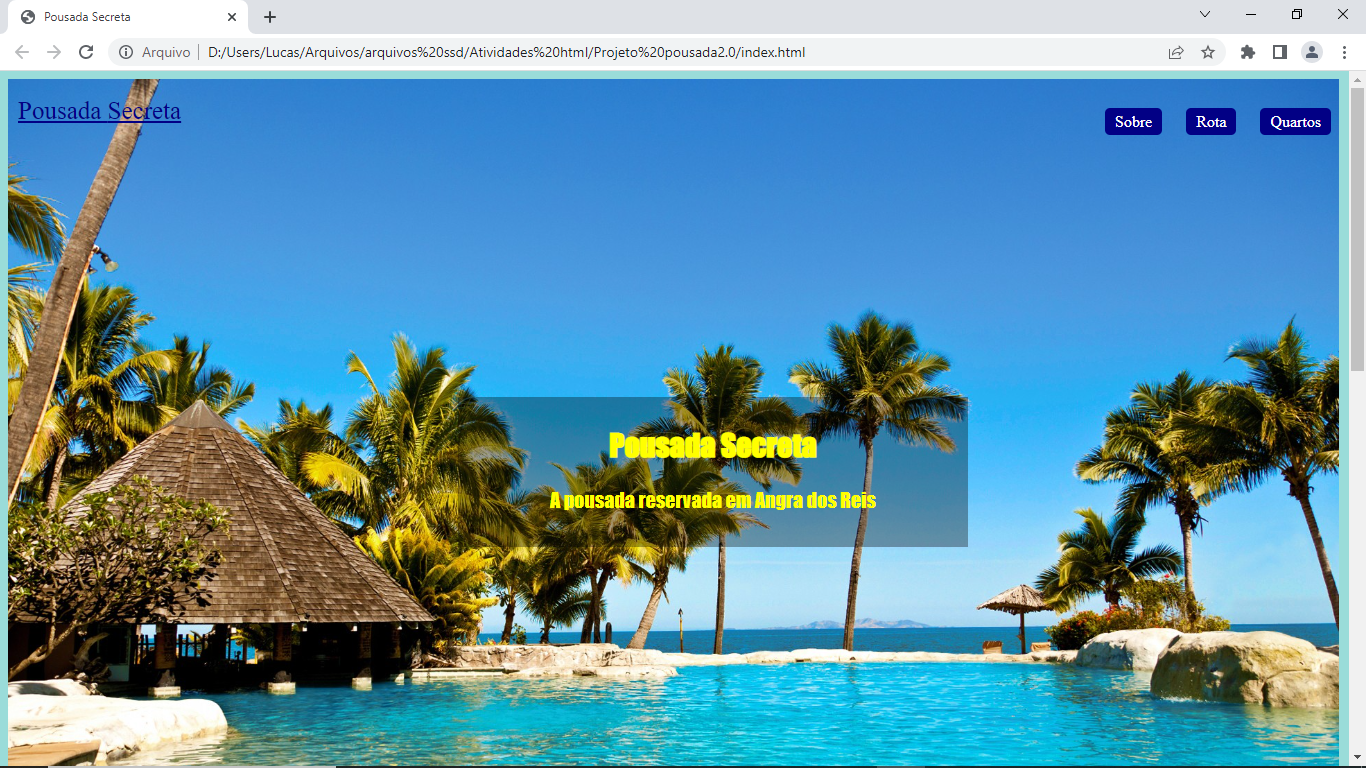 Pousada Secreta
Arquivo | D:/Users/Lucas/Arquivos/arquivos%20ssd/Atividades%20html/Projeto%20pousada2.0/index.html
Pousada Secreta
Sobre Rota Quartos
Pousada Secreta
A pousada reservada em Angra dos Reis